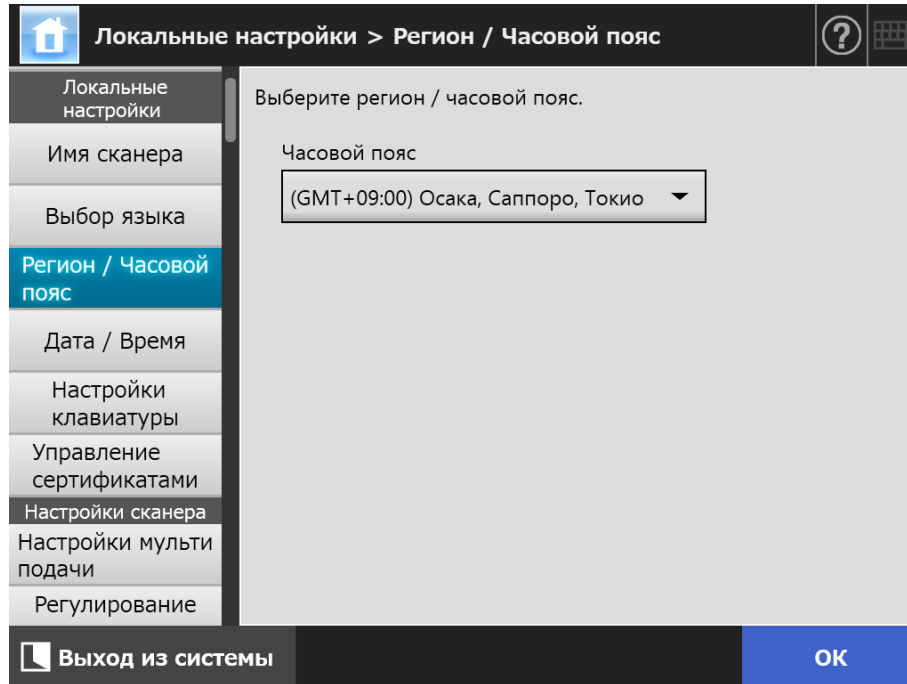 Локальные настройки > Регион / Часовой пояс
?
Локальные
настройки
Имя сканера
Выбор языка
Регион / Часовой
пояс
Дата / Время
Настройки
клавиатуры
Управление
сертификатами
Настройки сканера
Настройки мульти
подачи
Регулирование
Выберите регион / часовой пояс.
Часовой пояс
(GMT+09:00) Осака, Саппоро, Токио
Выход из системы
ОК